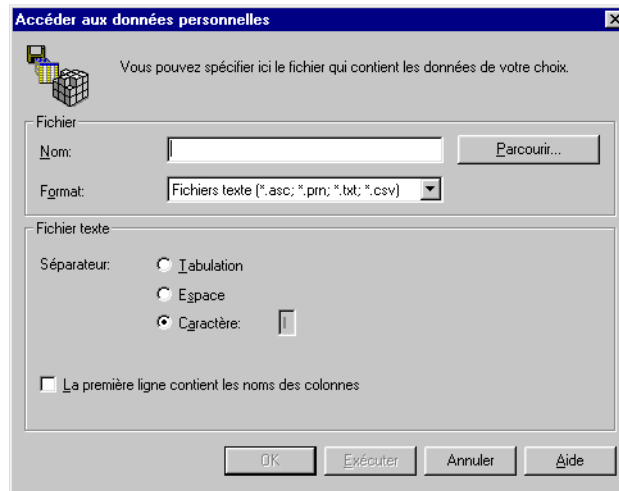 Accéder aux données personnelles
Vous pouvez spécifier ici le fichier qui contient les données de votre choix.
Fichier
Nom:
Parcourir...
Format:
Fichiers texte (*.asc; *.prn; *.txt; *.csv)
Fichier texte
Séparateur:
Tabulation
Espace
Caractère:
La première ligne contient les noms des colonnes
OK
Exécuter
Annuler
Aide